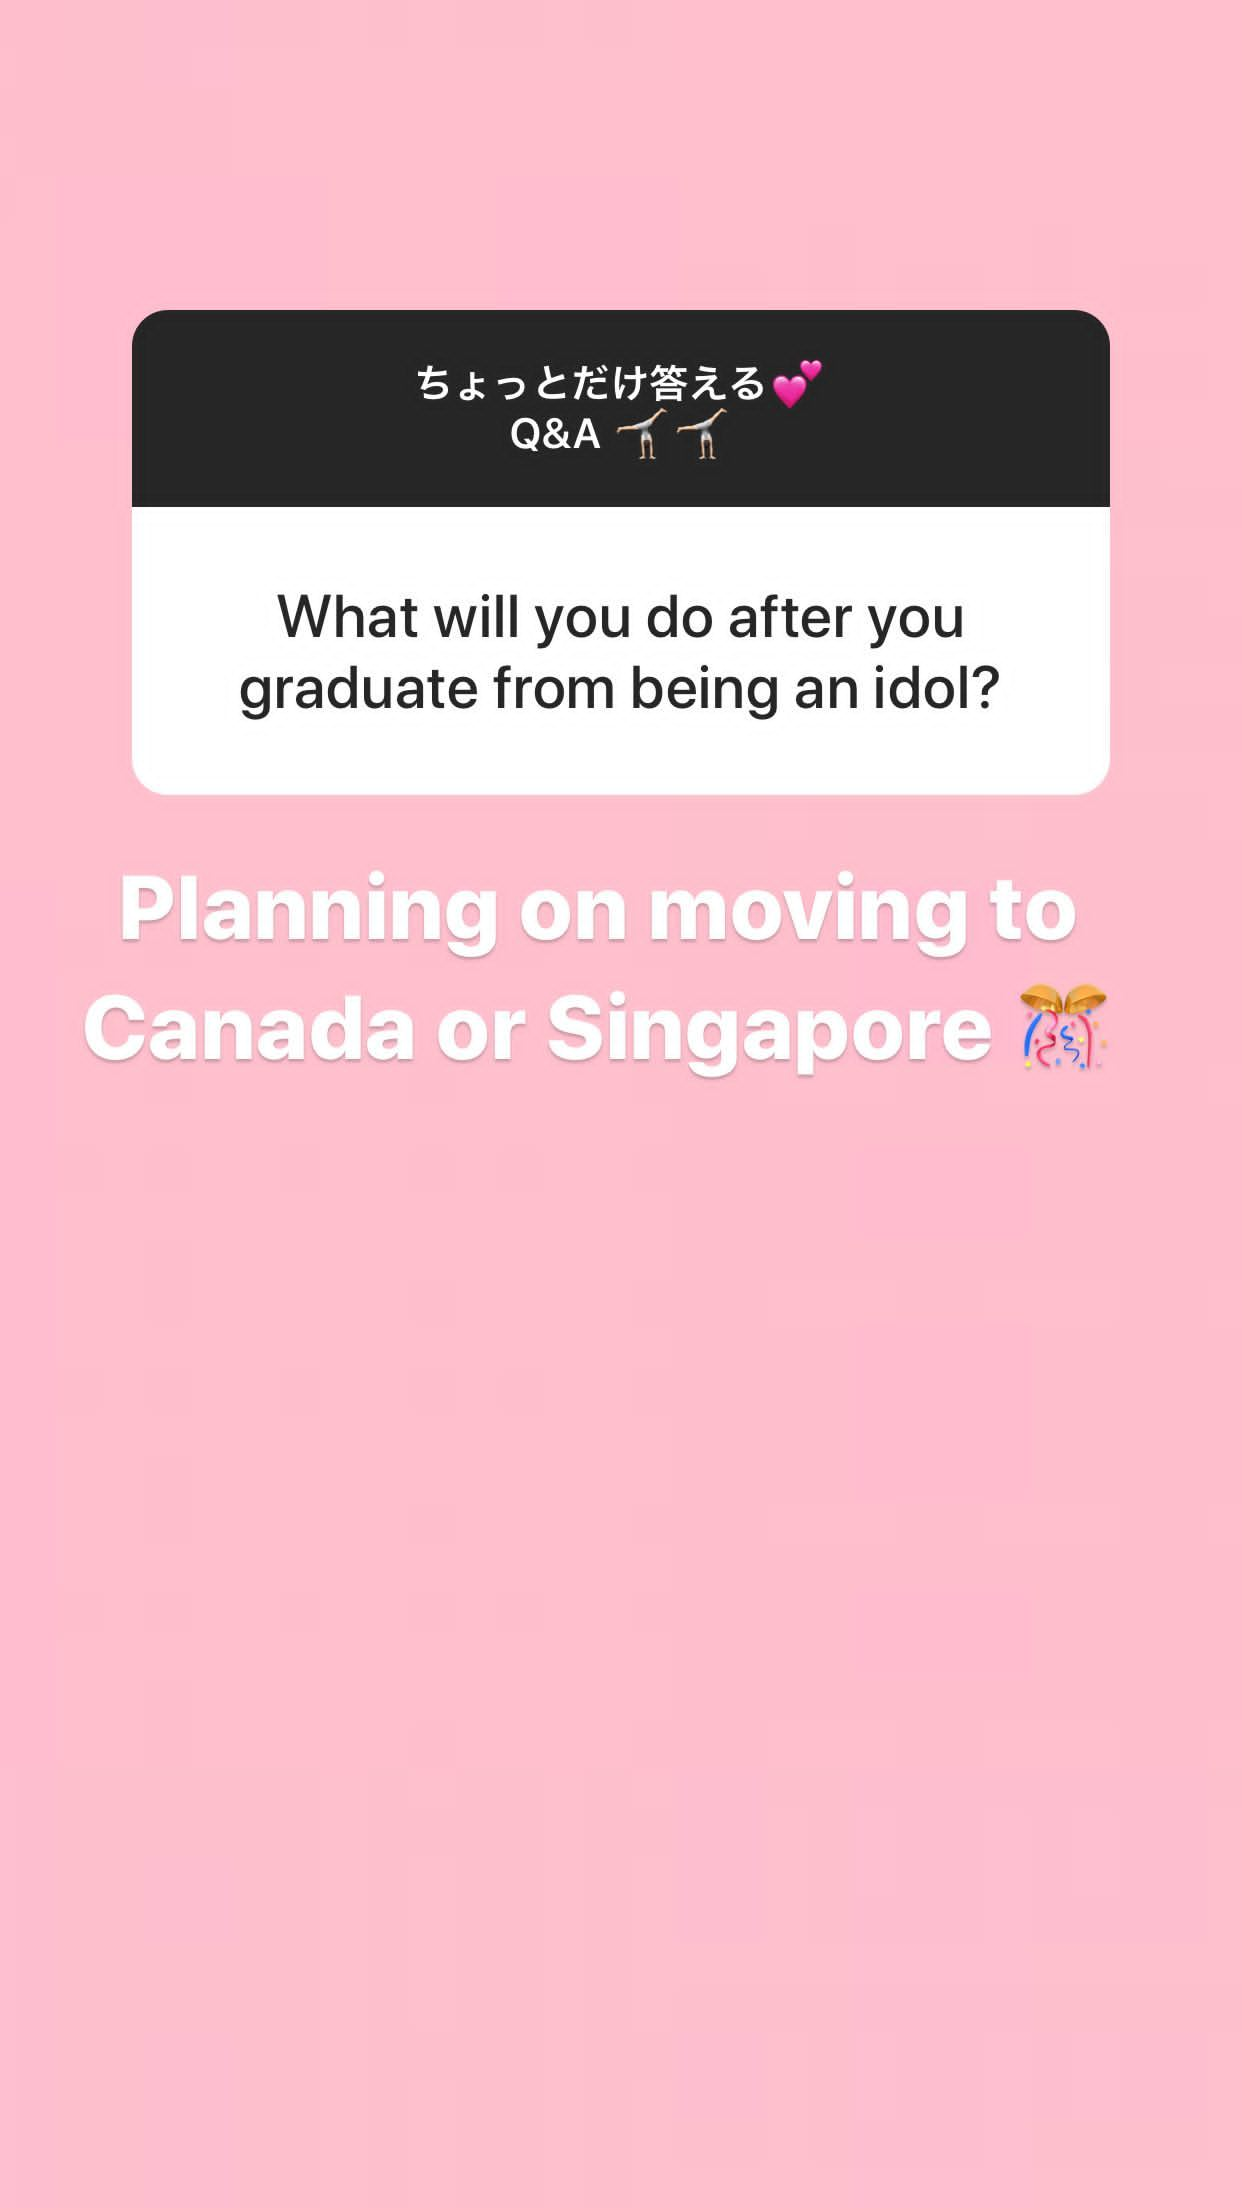 ちょっとだけ答える💕
Q&A 🤸🏼‍♀️🤸🏼‍♀️
What will you do after you
graduate from being an idol?
Planning on moving to
Canada or Singapore 🎊